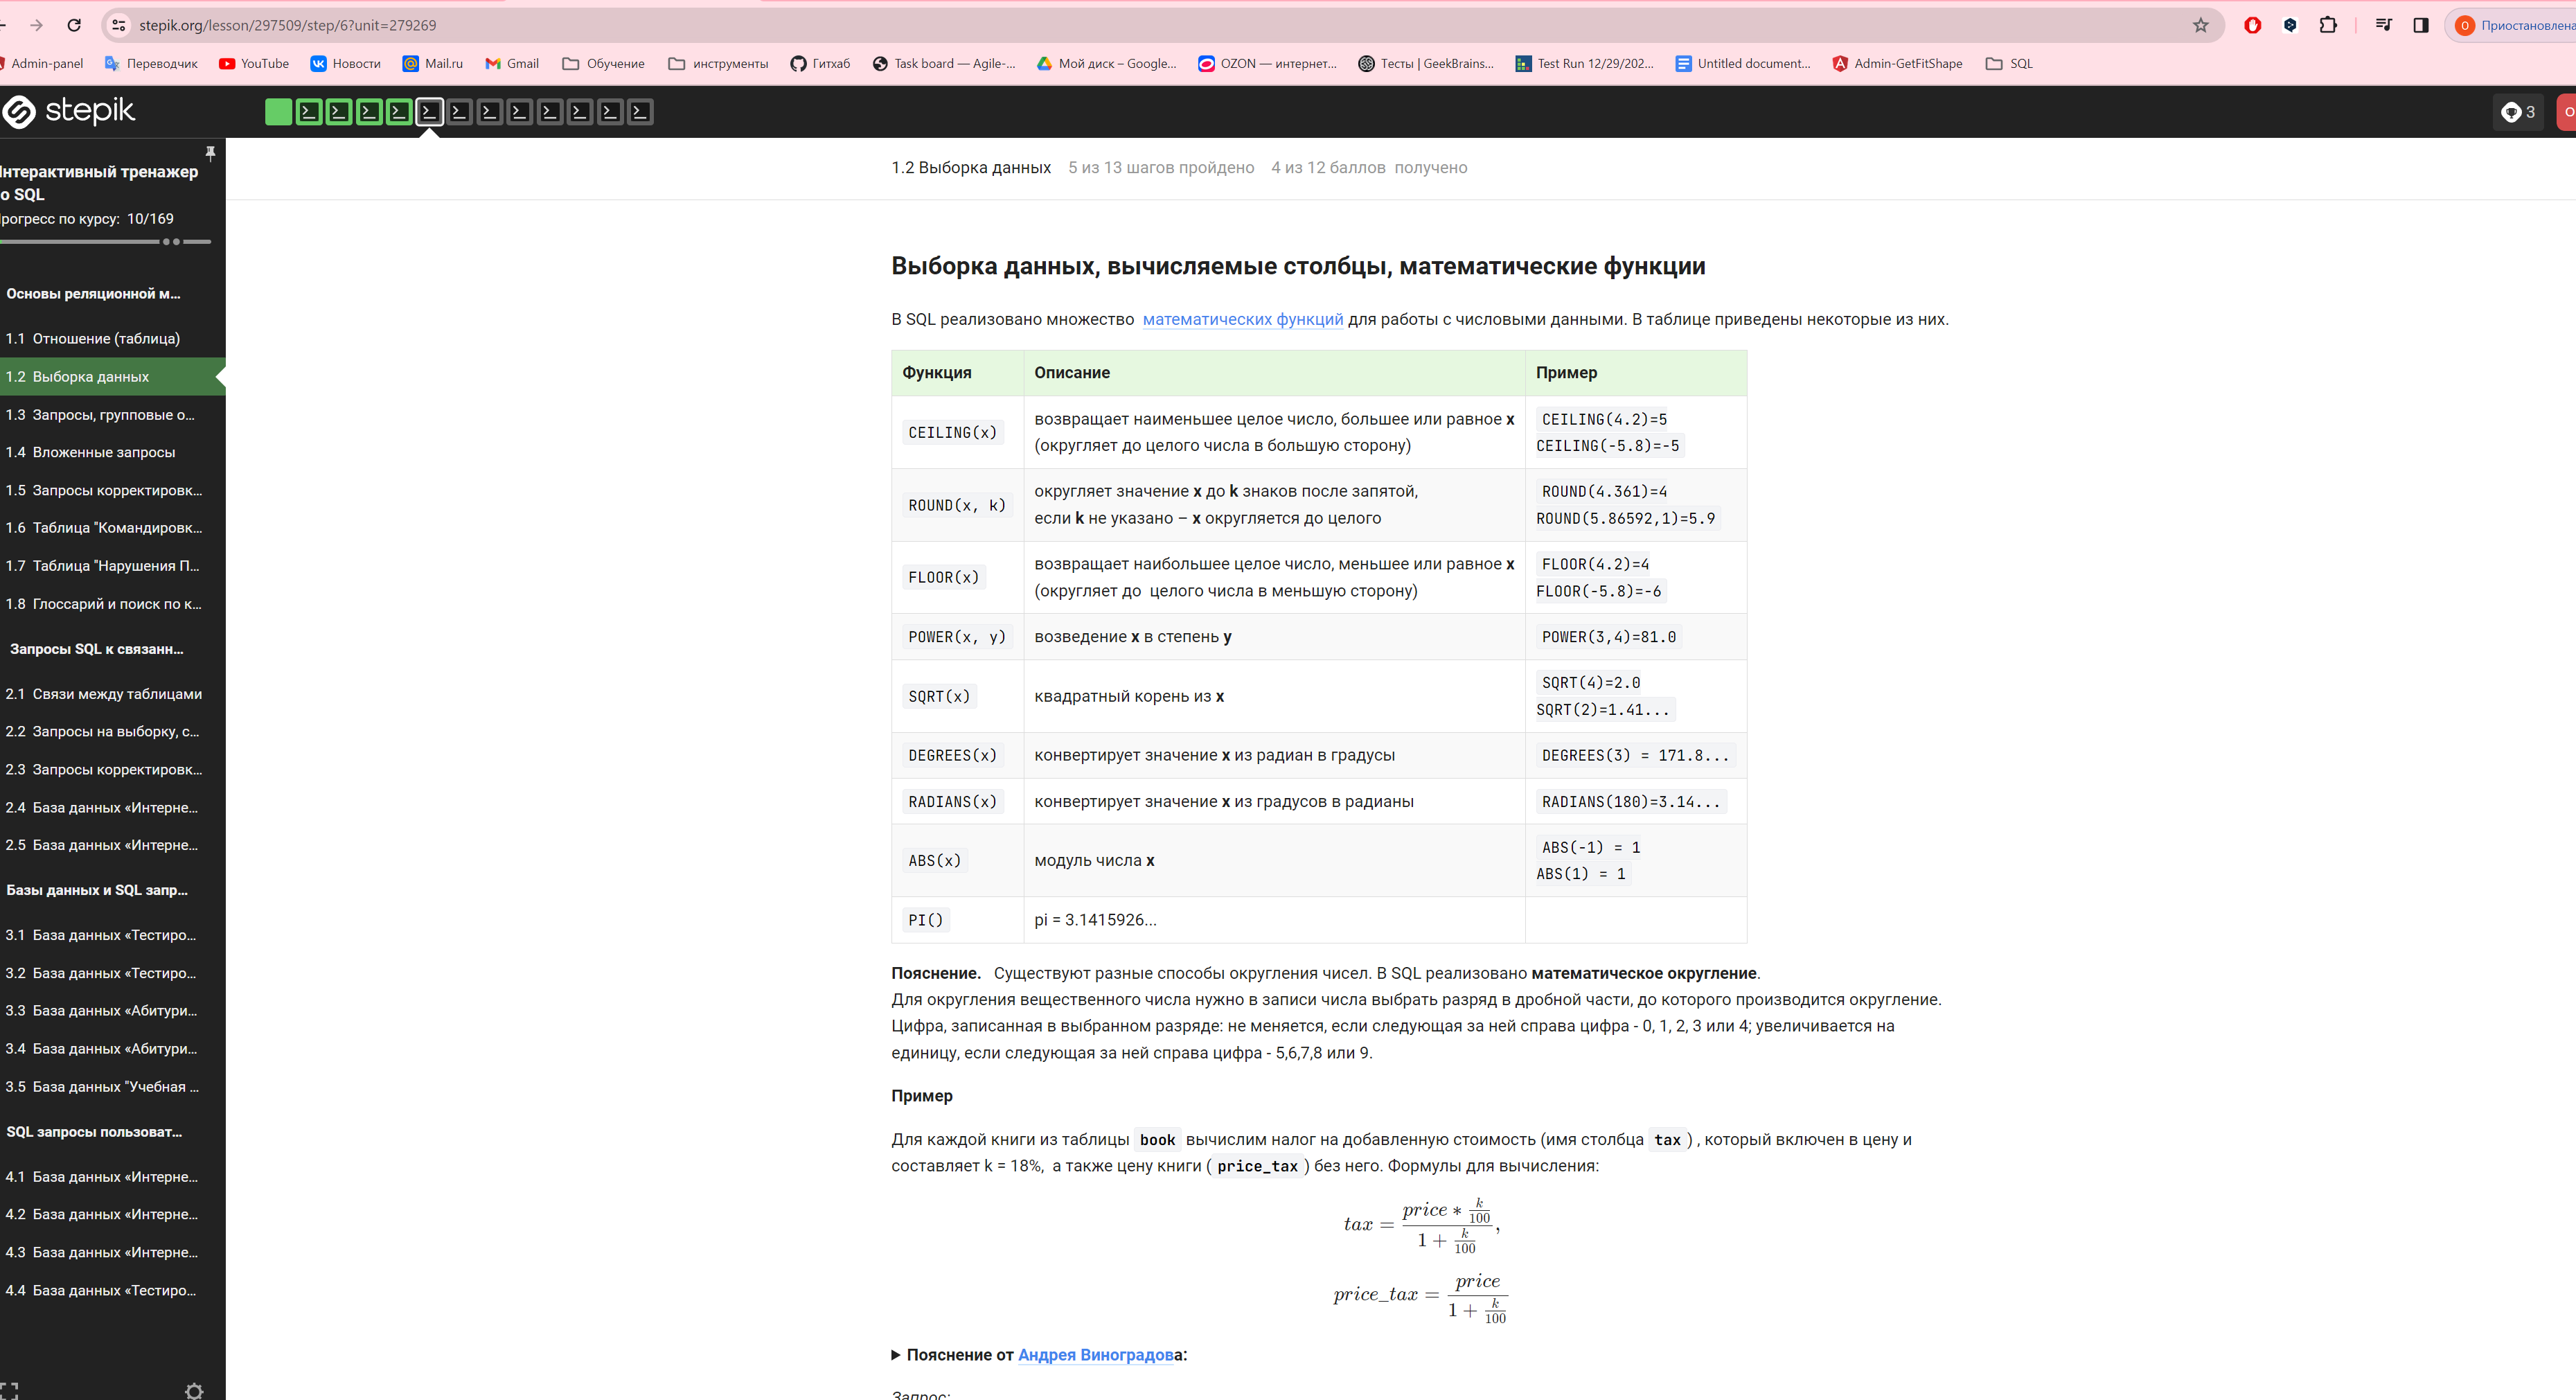 stepik.org/lesson/297509/step/6?unit=279269
Приостановлена
Admin-panel
Переводчик
YouTube
Новости
Mail.ru
Gmail
Обучение
инструменты
Гитхаб
Task board — Agile-...
Мой диск – Google...
OZON — интернет...
Тесты | GeekBrains...
Test Run 12/29/202...
Untitled document...
Admin-GetFitShape
SQL
stepik
3
нтерактивный тренажер
о SQL
рогресс по курсу: 10/169
Основы реляционной м...
1.1 Отношение (таблица)
1.2 Выборка данных
1.3 Запросы, групповые о...
1.4 Вложенные запросы
1.5 Запросы корректировк...
1.6 Таблица "Командировк...
1.7 Таблица "Нарушения П...
1.8 Глоссарий и поиск по к...
Запросы SQL к связанн...
2.1 Связи между таблицами
2.2 Запросы на выборку, с...
2.3 Запросы корректировк...
2.4 База данных «Интерне...
2.5 База данных «Интерне...
Базы данных и SQL запр...
3.1 База данных «Тестиро...
3.2 База данных «Тестиро...
3.3 База данных «Абитури...
3.4 База данных «Абитури...
3.5 База данных "Учебная ...
SQL запросы пользоват...
4.1 База данных «Интерне...
4.2 База данных «Интерне...
4.3 База данных «Интерне...
4.4 База данных «Тестиро...
1.2 Выборка данных 5 из 13 шагов пройдено 4 из 12 баллов получено
Выборка данных, вычисляемые столбцы, математические функции
В SQL реализовано множество математических функций для работы с числовыми данными. В таблице приведены некоторые из них.
Функция Описание Пример
CEILING(x)
возвращает наименьшее целое число, большее или равное x
(округляет до целого числа в большую сторону)
CEILING(4.2)=5
CEILING(-5.8)=-5
ROUND(x, k)
округляет значение x до k знаков после запятой,
если k не указано – x округляется до целого
ROUND(4.361)=4
ROUND(5.86592,1)=5.9
FLOOR(x)
возвращает наибольшее целое число, меньшее или равное x
(округляет до целого числа в меньшую сторону)
FLOOR(4.2)=4
FLOOR(-5.8)=-6
POWER(x, y) возведение x в степень y POWER(3,4)=81.0
SQRT(x)
квадратный корень из x
SQRT(4)=2.0
SQRT(2)=1.41...
DEGREES(x) конвертирует значение x из радиан в градусы DEGREES(3) = 171.8...
RADIANS(x) конвертирует значение x из градусов в радианы RADIANS(180)=3.14...
ABS(x)
модуль числа x
ABS(-1) = 1
ABS(1) = 1
PI() pi = 3.1415926...
Пояснение. Существуют разные способы округления чисел. В SQL реализовано математическое округление.
Для округления вещественного числа нужно в записи числа выбрать разряд в дробной части, до которого производится округление.
Цифра, записанная в выбранном разряде: не меняется, если следующая за ней справа цифра - 0, 1, 2, 3 или 4; увеличивается на
единицу, если следующая за ней справа цифра - 5,6,7,8 или 9.
Пример
Для каждой книги из таблицы book вычислим налог на добавленную стоимость (имя столбца tax) , который включен в цену и
составляет k = 18%, а также цену книги (price_tax) без него. Формулы для вычисления:
tax = \frac{price * \frac{k}{100}}{1 + \frac{k}{100}},
price_tax = \frac{price}{1 + \frac{k}{100}}
Пояснение от Андрея Виноградова:
Запрос: